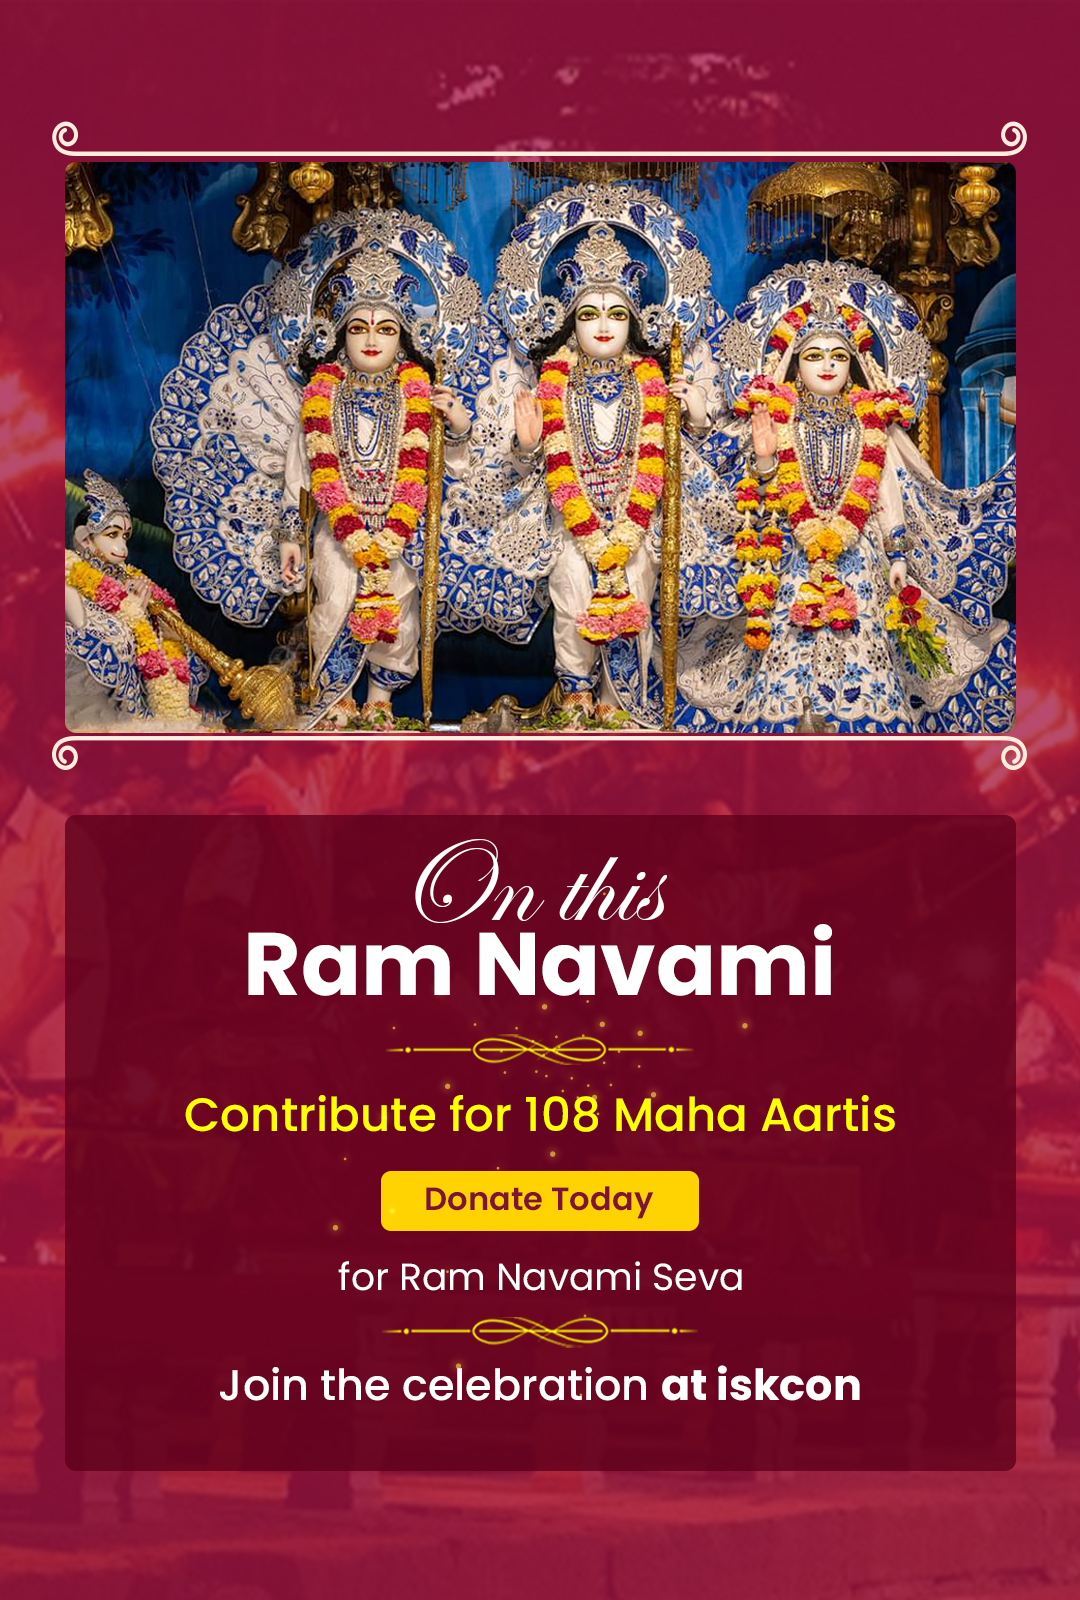 On this
Ram Navami
Contribute for 108 Maha Aartis
Donate Today
for Ram Navami Seva
Join the celebration at iskcon